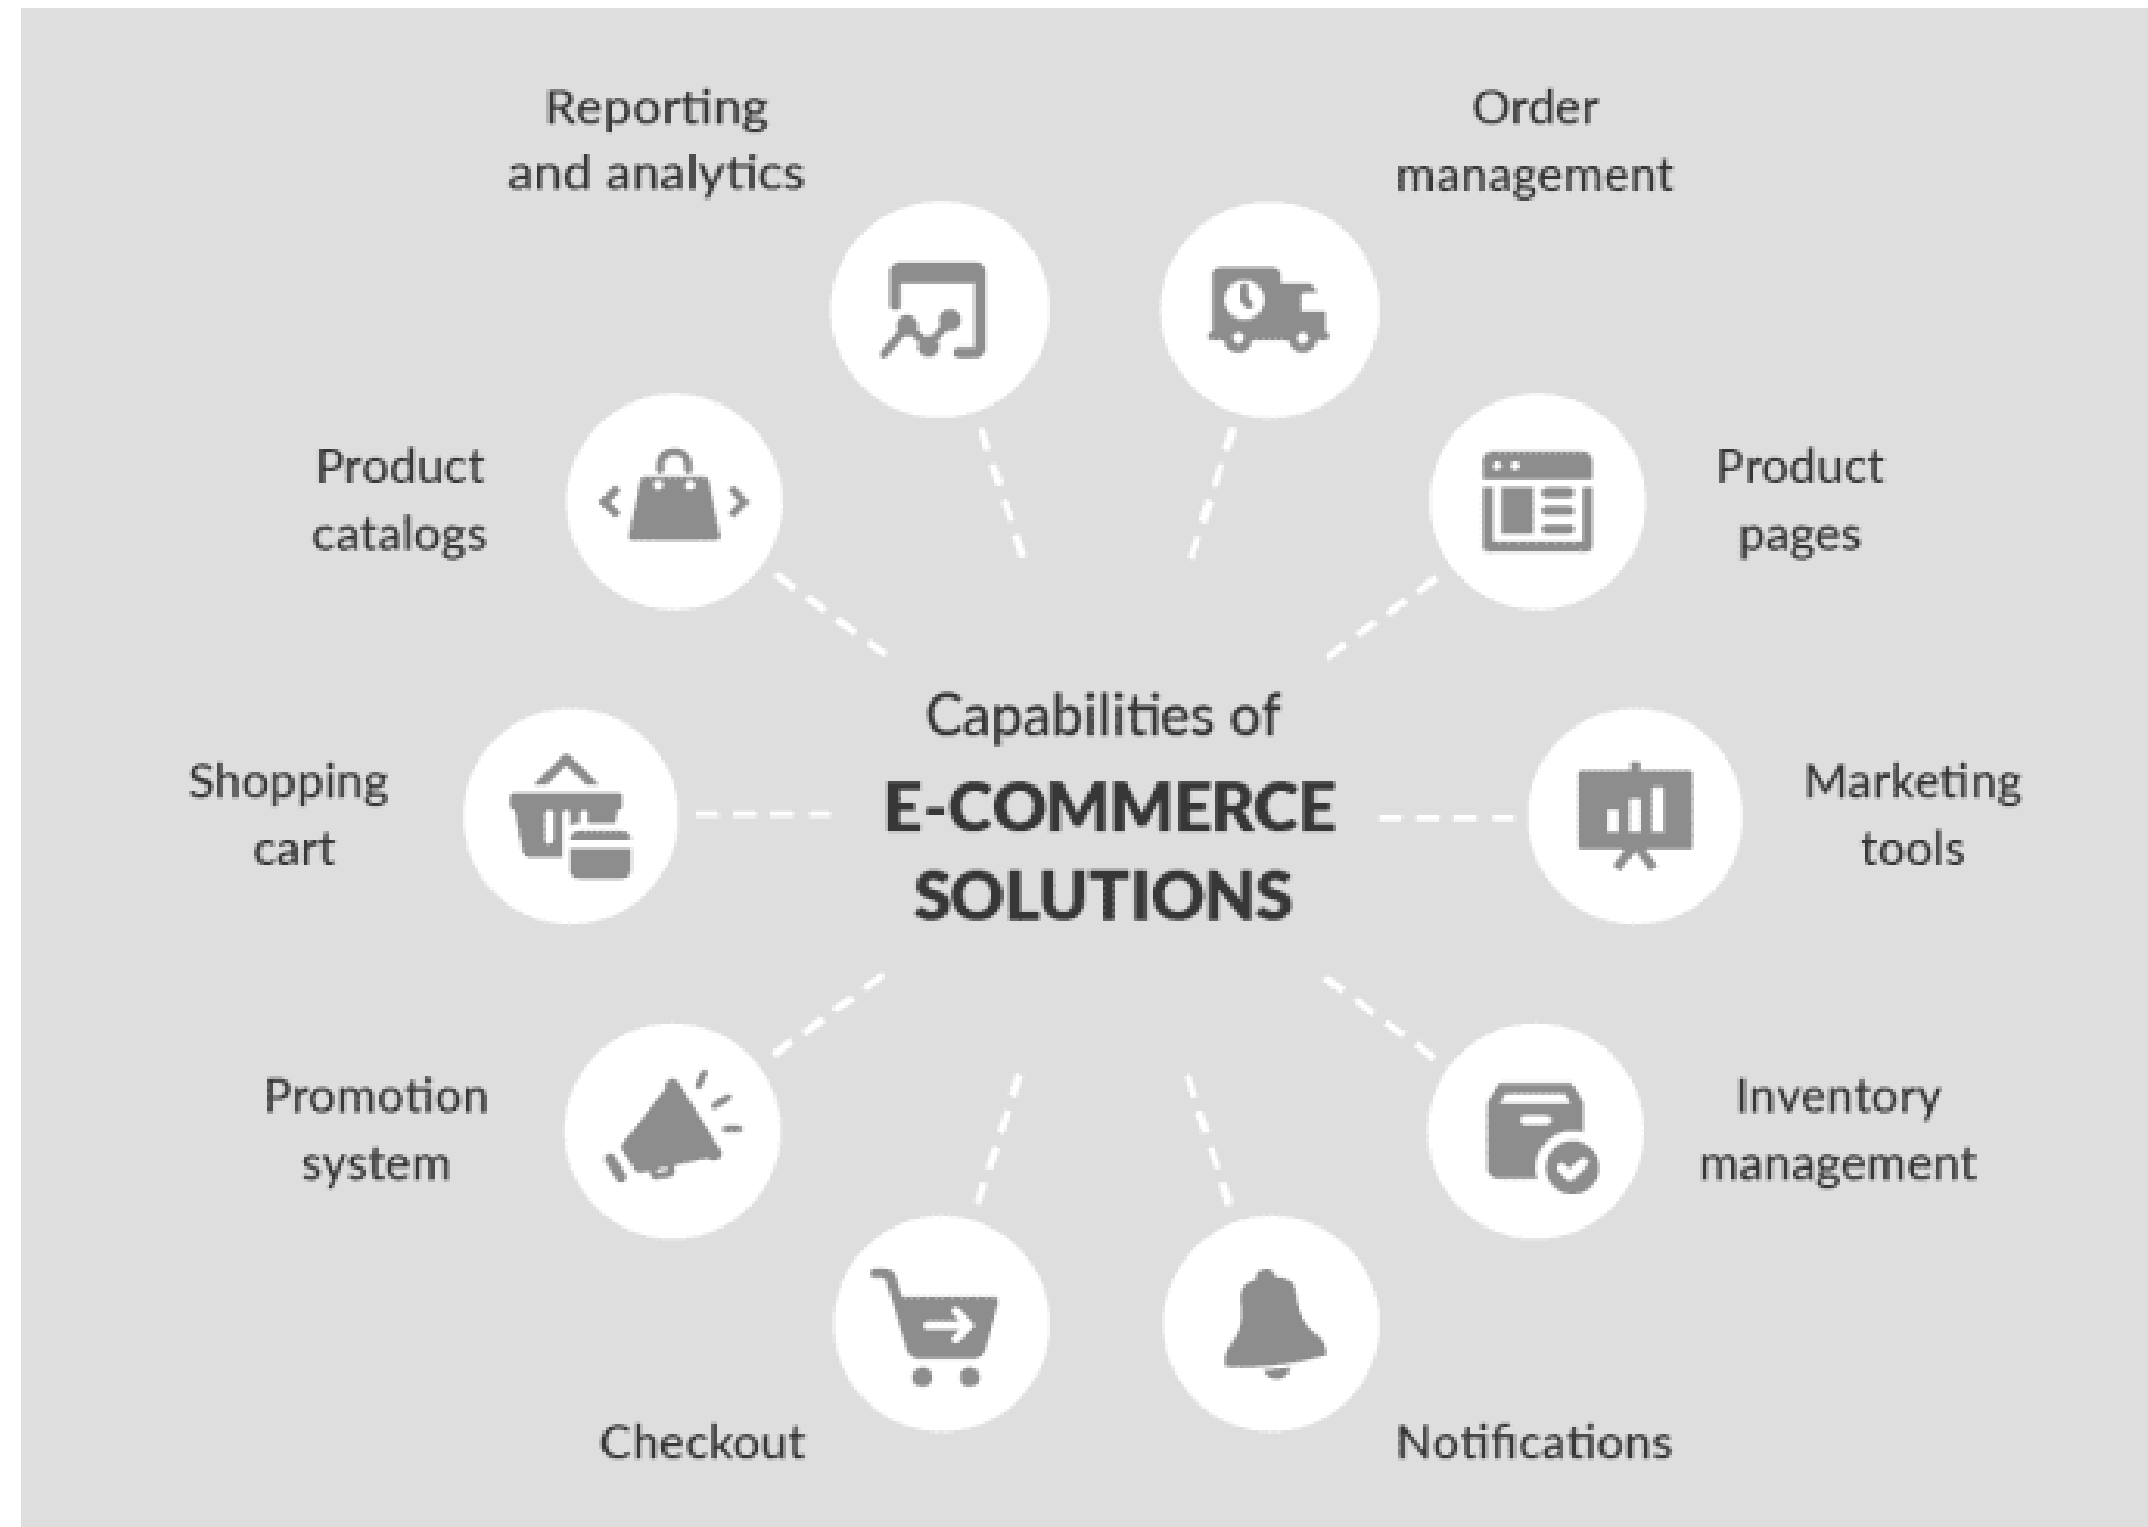 Reporting
and analytics
Order
management
Product
catalogs
Product
pages
Capabilities of
E-COMMERCE
SOLUTIONS
Shopping
cart
Marketing
tools
Promotion
system
Inventory
management
Checkout
Notifications